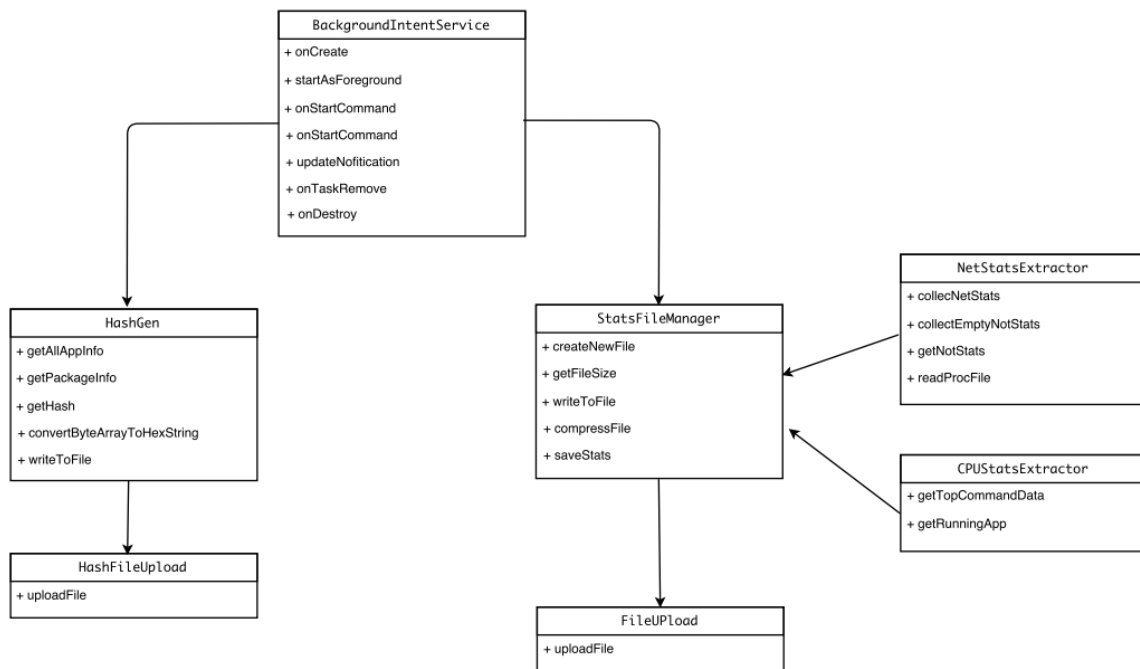 BackgroundIntentService
+ onCreate
+ startAsForeground
+ onStartCommand
+ onStartCommand
+ updateNofitication
+ onTaskRemove
+ onDestroy
HashGen
+ getAllAppInfo
+ getPackageInfo
+ getHash
+ convertByteArrayToHexString
+ writeToFile
StatsFileManager
+ createNewFile
+ getFileSize
+ writeToFile
+ compressFile
+ saveStats
NetStatsExtractor
+ collecNetStats
+ collectEmptyNotStats
+ getNotStats
+ readProcFile
CPUStatsExtractor
+ getTopCommandData
+ getRunningApp
HashFileUpload
+ uploadFile
FileUPload
+ uploadFile